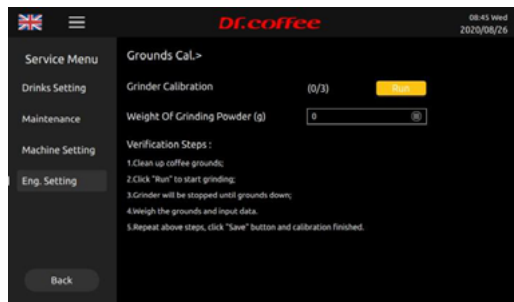 Dr.coffee
08:45 Wed
2020/08/26
Service Menu
Drinks Setting
Maintenance
Machine Setting
Eng. Setting
Back
Grounds Cal.>
Grinder Calibration (0/3) Run
Weight Of Grinding Powder (g) 0
Verification Steps :
1.Clean up coffee grounds;
2.Click "Run" to start grinding;
3.Grinder will be stopped until grounds down;
4.Weigh the grounds and input data.
5.Repeat above steps, click "Save" button and calibration finished.